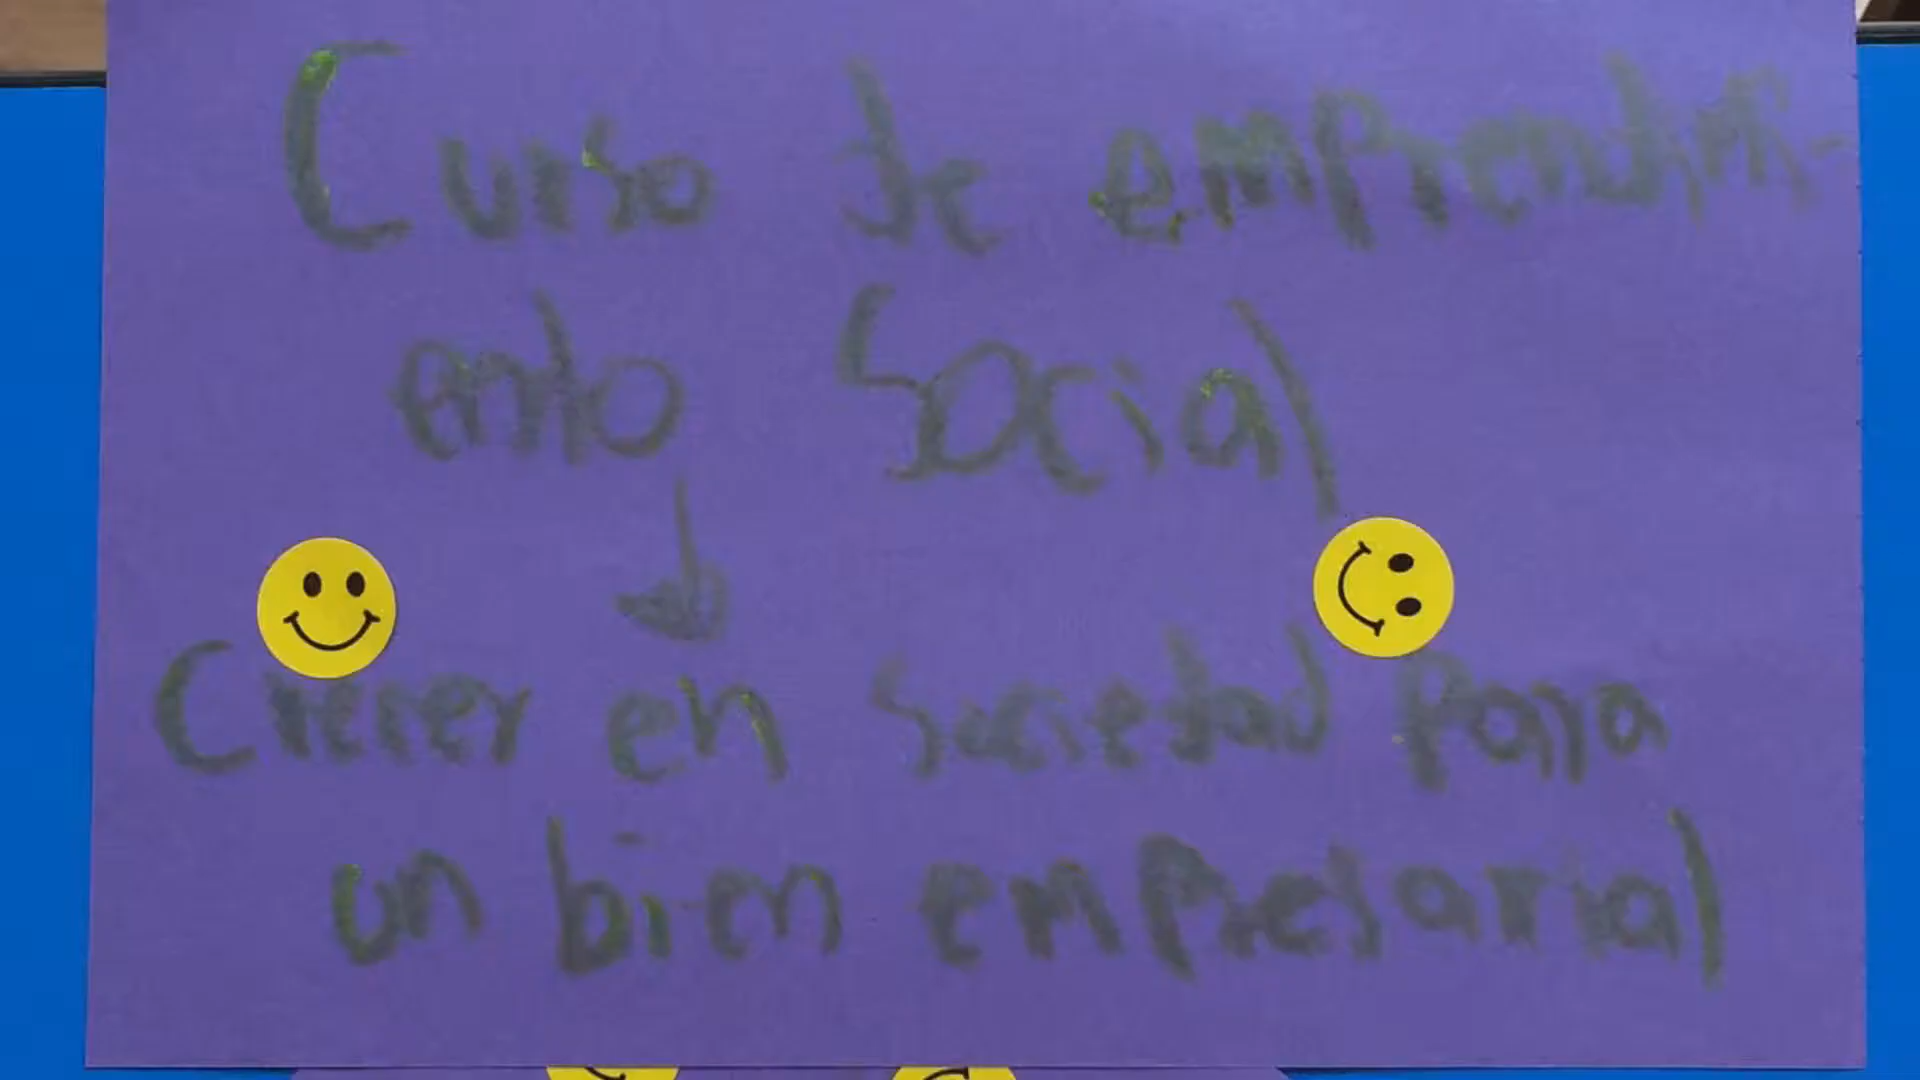 Curso de emprendimi-
ento Social
Crecer en Sociedad Para
un bien empresarial